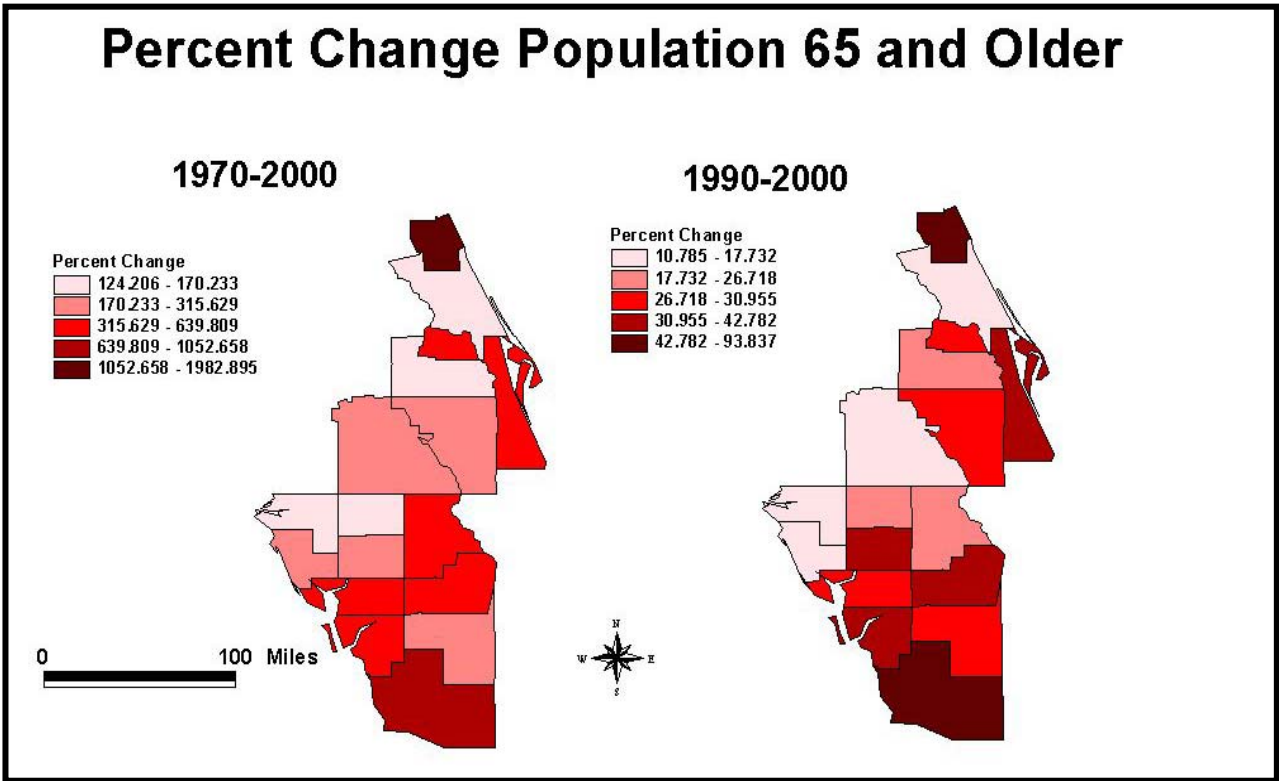 Percent Change Population 65 and Older
1970-2000
Percent Change
124.206 - 170.233
170.233 - 315.629
315.629 - 639.809
639.809 - 1052.658
1052.658 - 1982.895
1990-2000
Percent Change
10.785 - 17.732
17.732 - 26.718
26.718 - 30.955
30.955 - 42.782
42.782 - 93.837
0 100 Miles
N
W E
S